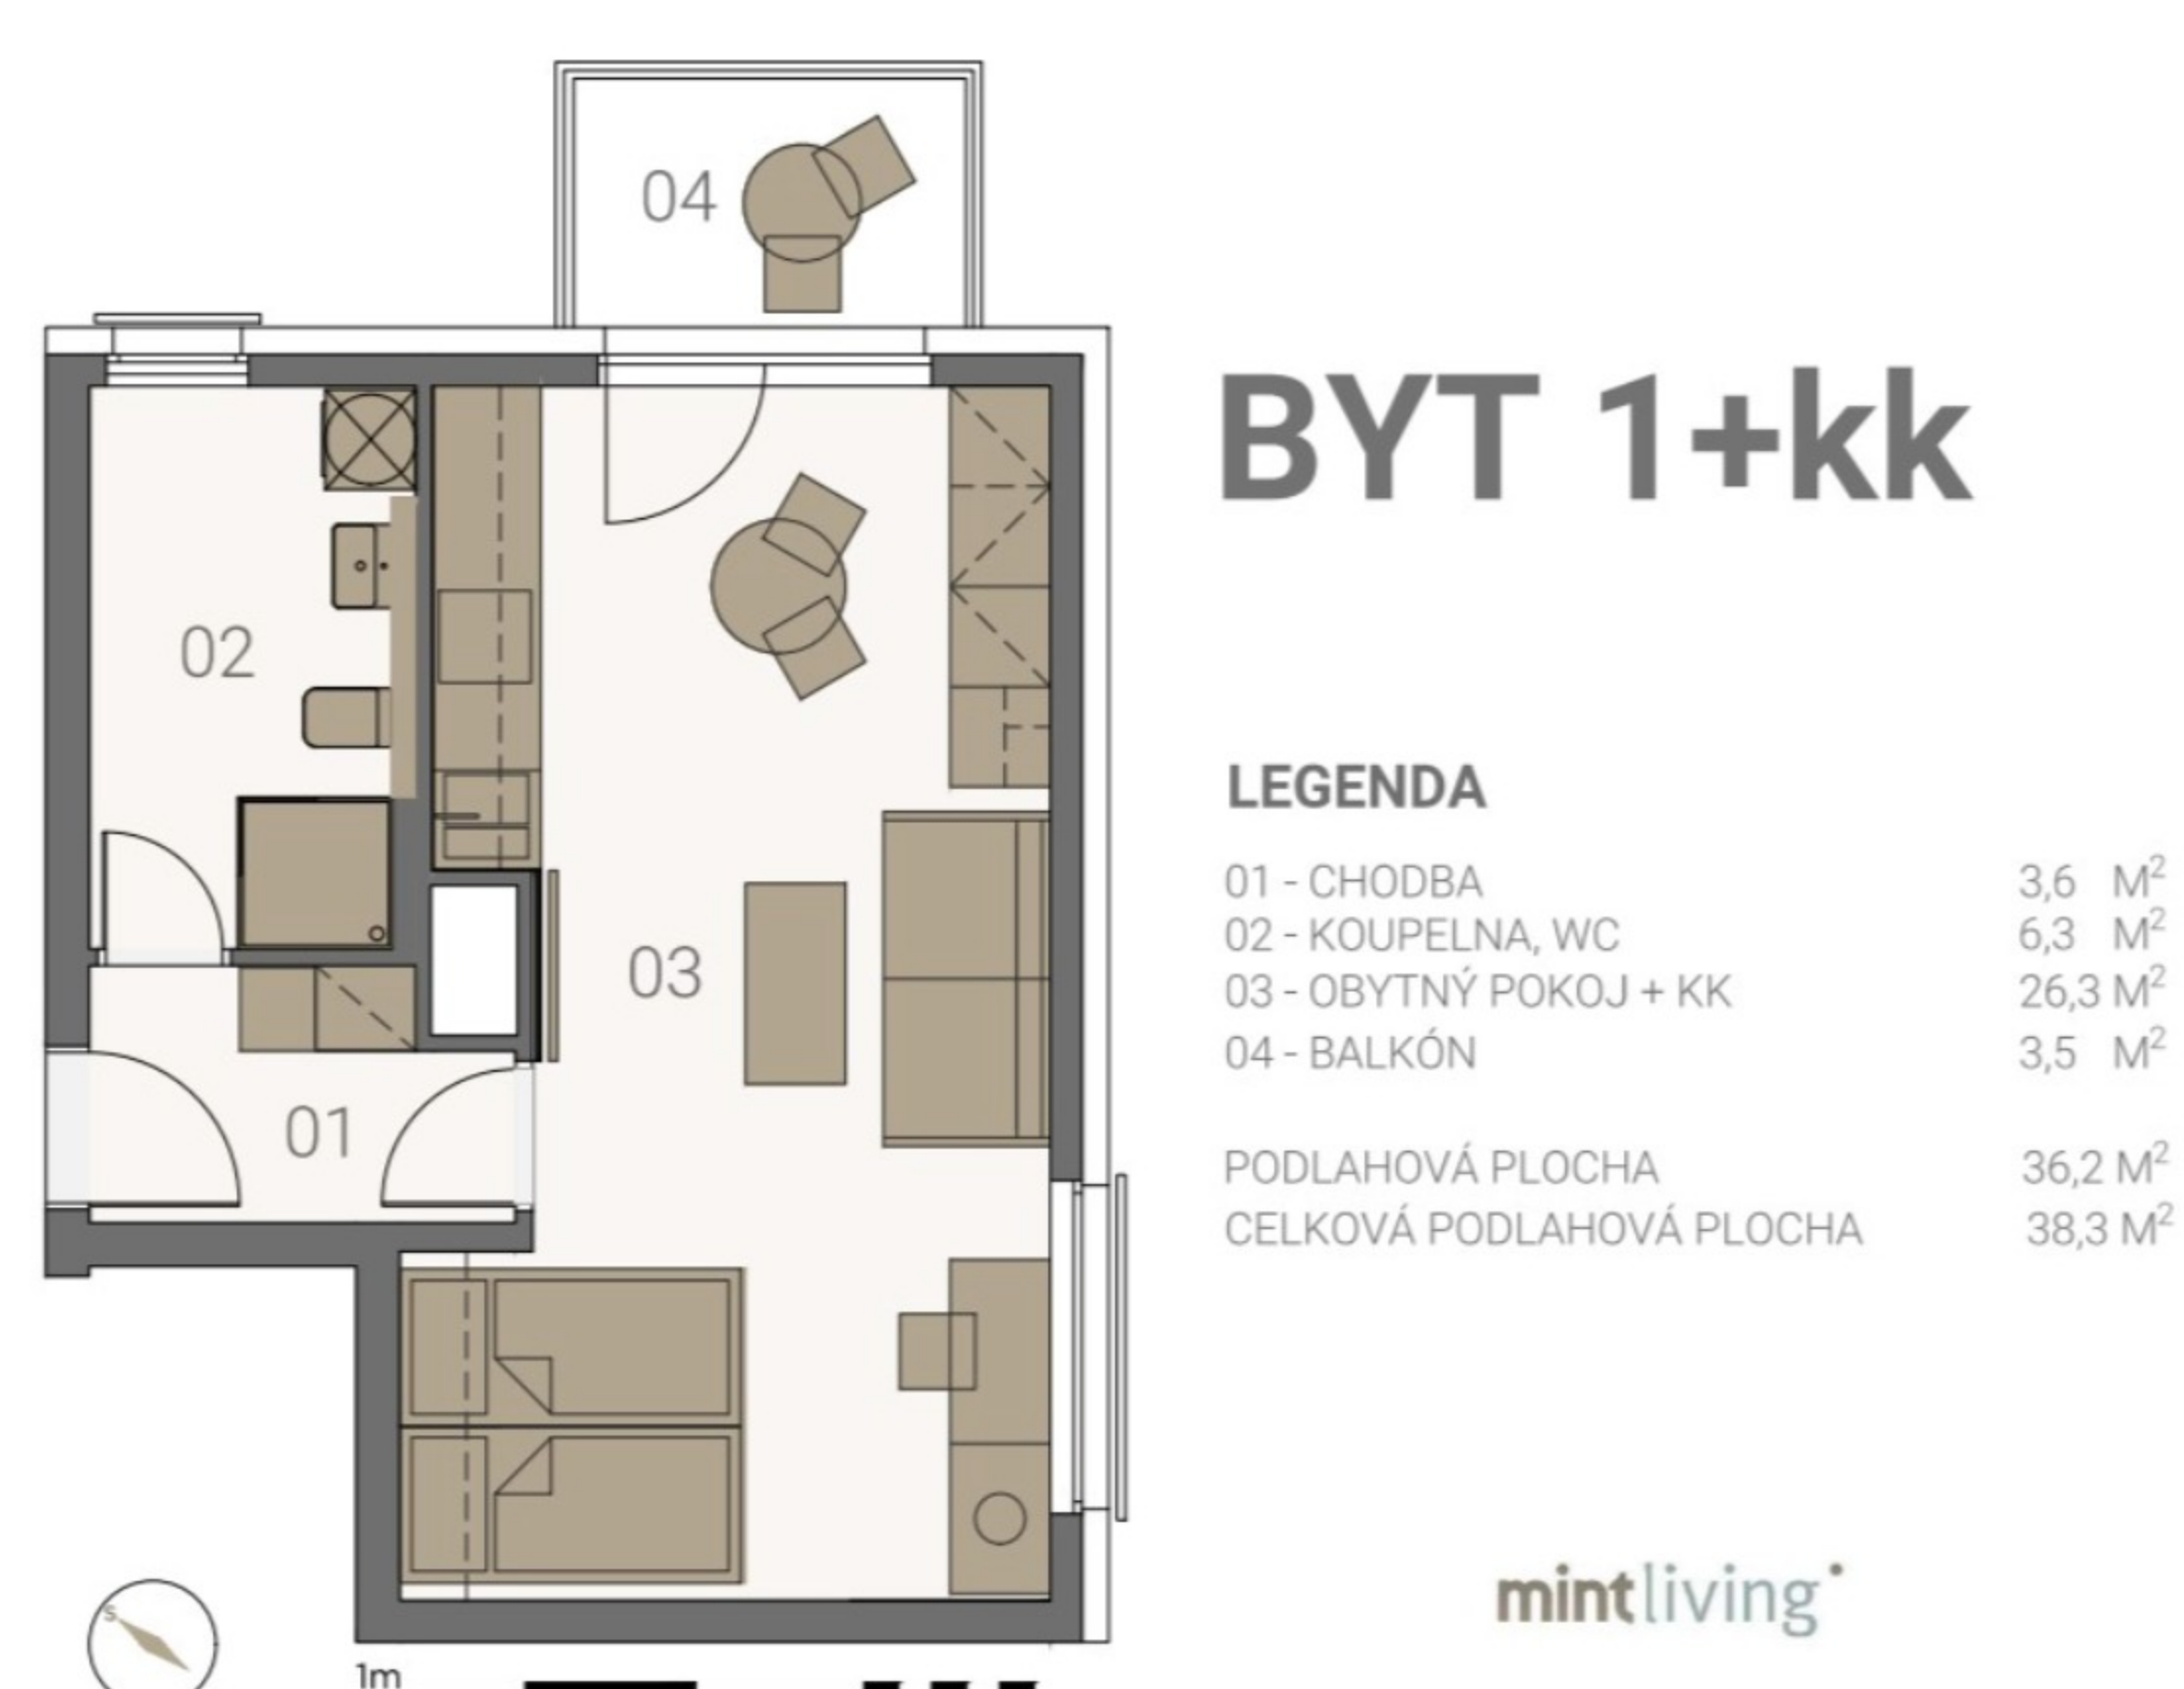 04
02
03
01
S
1m
BYT 1+kk
LEGENDA
01 - CHODBA 3,6 M²
02 - KOUPELNA, WC 6,3 M²
03 - OBYTNÝ POKOJ + KK 26,3 M²
04 - BALKÓN 3,5 M²
PODLAHOVÁ PLOCHA 36,2 M²
CELKOVÁ PODLAHOVÁ PLOCHA 38,3 M²
mintliving